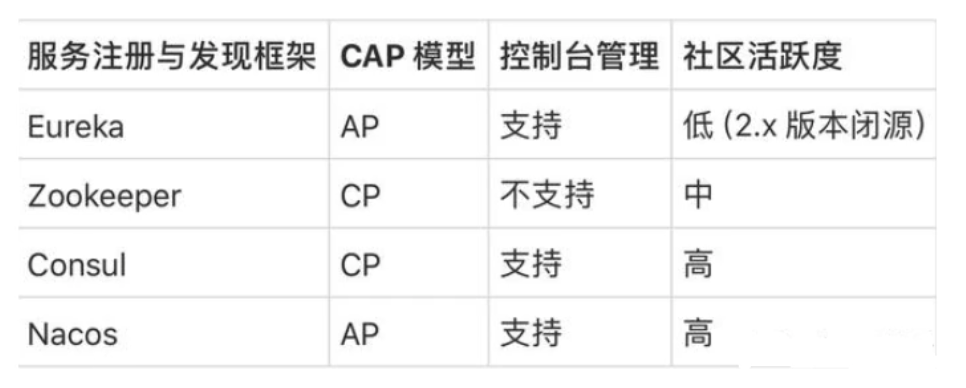 服务注册与发现框架 CAP 模型 控制台管理 社区活跃度
Eureka AP 支持 低 (2.x 版本闭源)
Zookeeper CP 不支持 中
Consul CP 支持 高
Nacos AP 支持 高